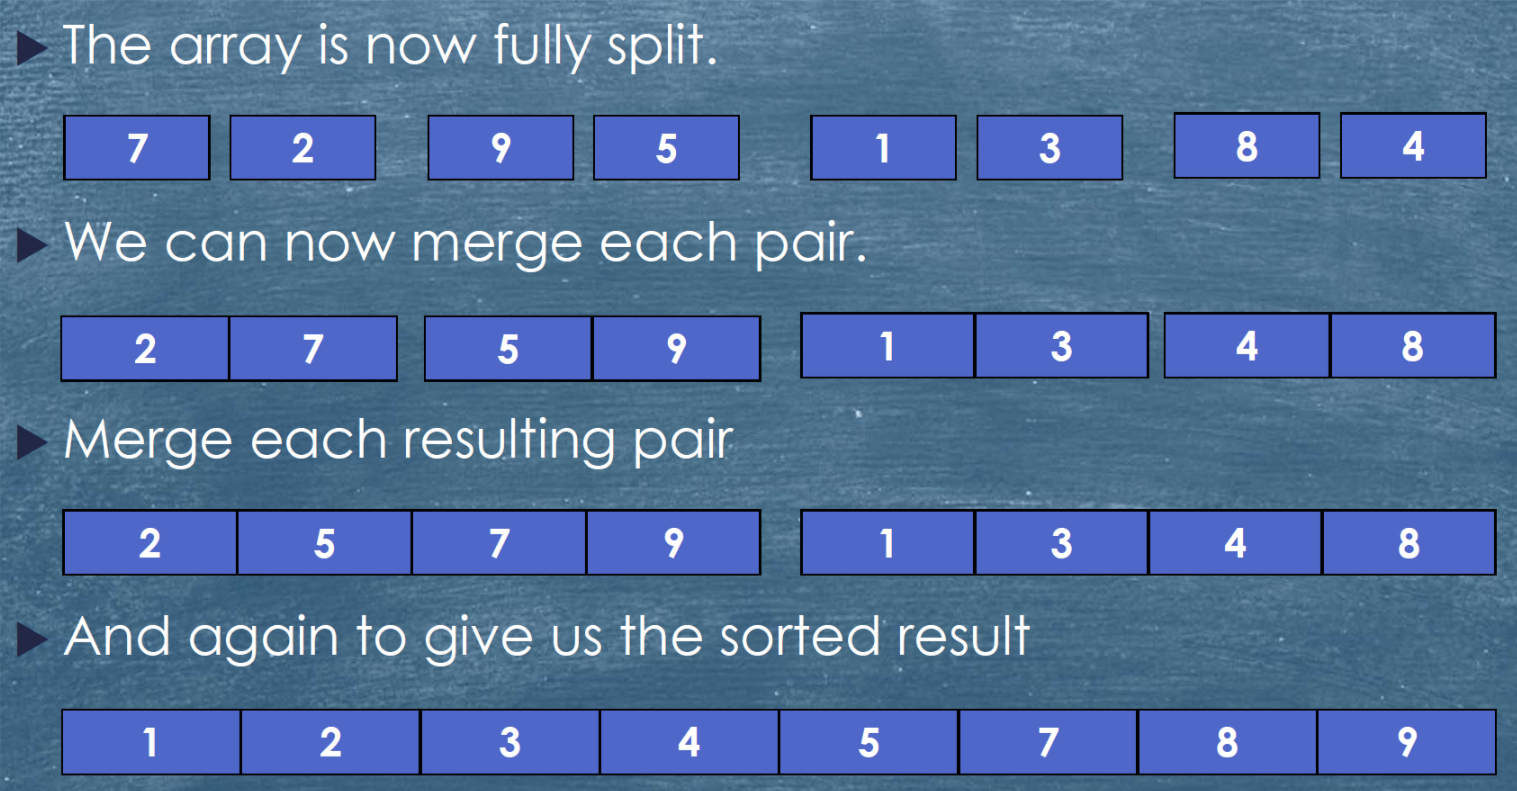 The array is now fully split.
7 2 9 5 1 3 8 4
We can now merge each pair.
2 7 5 9 1 3 4 8
Merge each resulting pair
2 5 7 9 1 3 4 8
And again to give us the sorted result
1 2 3 4 5 7 8 9